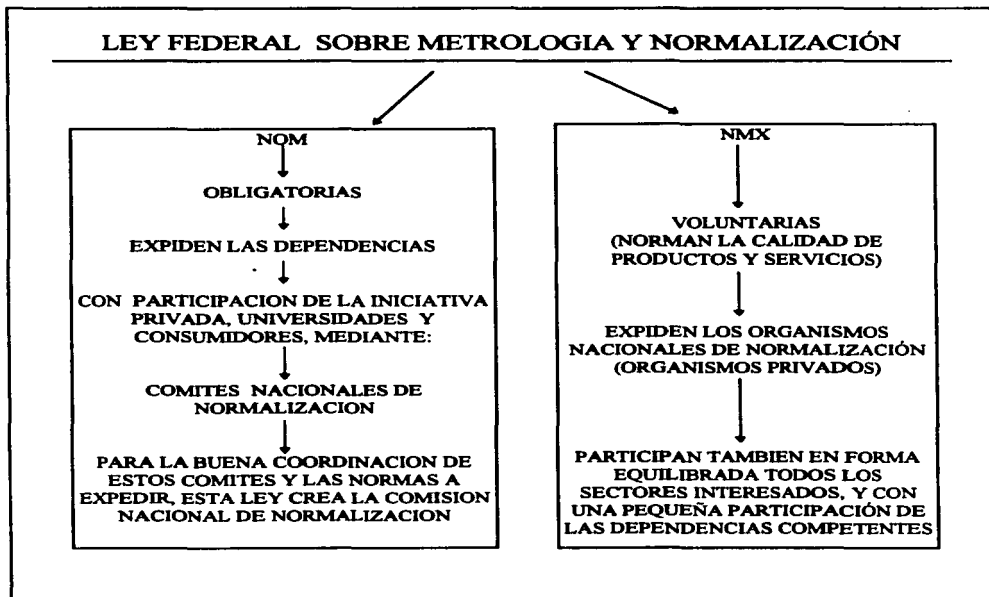 LEY FEDERAL SOBRE METROLOGIA Y NORMALIZACIÓN
NOM
OBLIGATORIAS
EXPIDEN LAS DEPENDENCIAS
CON PARTICIPACION DE LA INICIATIVA
PRIVADA, UNIVERSIDADES Y
CONSUMIDORES, MEDIANTE:
COMITES NACIONALES DE
NORMALIZACION
PARA LA BUENA COORDINACION DE
ESTOS COMITES Y LAS NORMAS A
EXPEDIR, ESTA LEY CREA LA COMISION
NACIONAL DE NORMALIZACION
NMX
VOLUNTARIAS
(NORMAN LA CALIDAD DE
PRODUCTOS Y SERVICIOS)
EXPIDEN LOS ORGANISMOS
NACIONALES DE NORMALIZACIÓN
(ORGANISMOS PRIVADOS)
PARTICIPAN TAMBIEN EN FORMA
EQUILIBRADA TODOS LOS
SECTORES INTERESADOS, Y CON
UNA PEQUEÑA PARTICIPACIÓN DE
LAS DEPENDENCIAS COMPETENTES